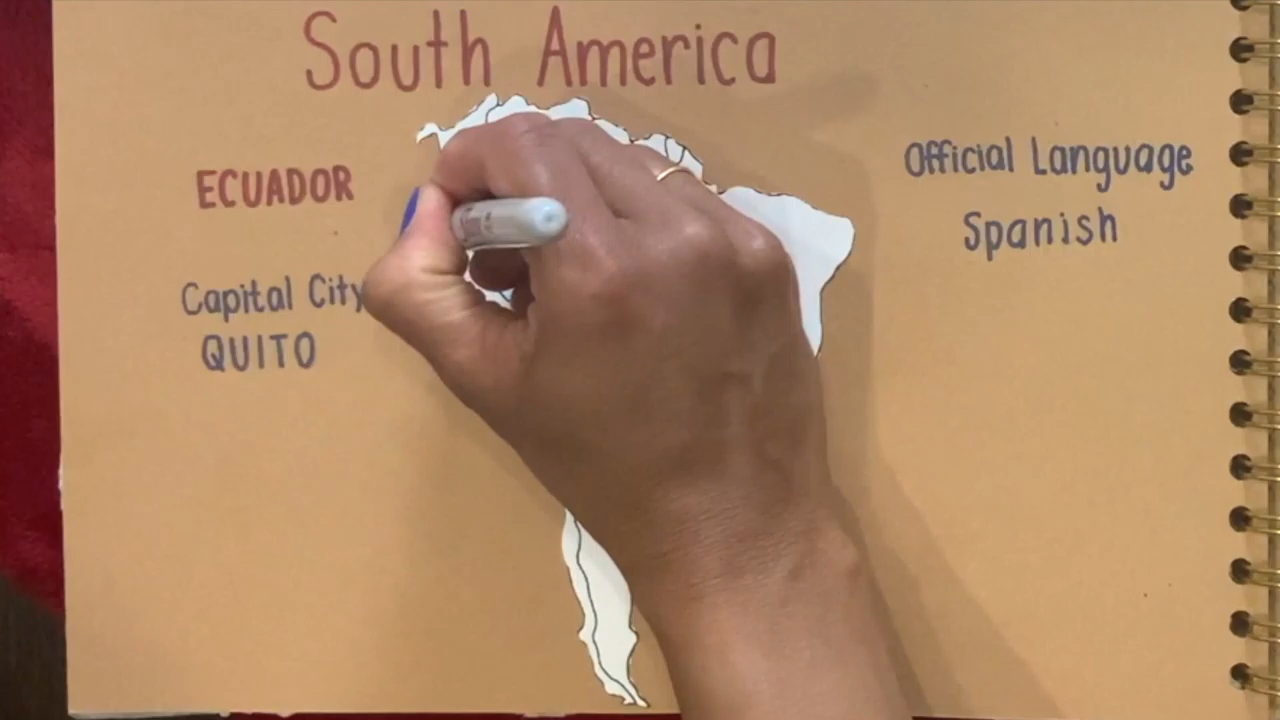 South America
ECUADOR
Capital City
QUITO
Official Language
Spanish